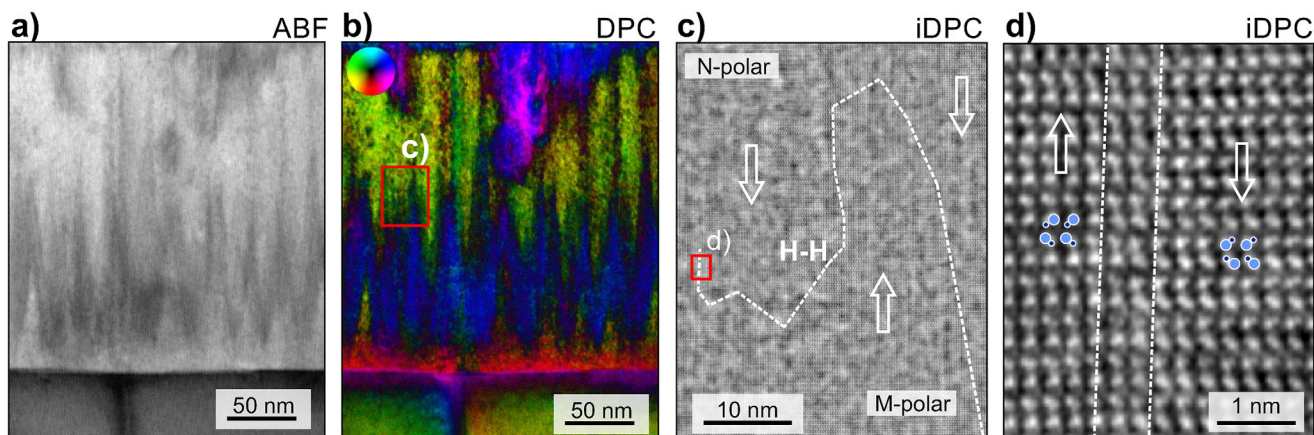 a) ABF
50 nm
b) DPC
c)
50 nm
c) iDPC
N-polar
d)
H-H
M-polar
10 nm
d) iDPC
1 nm